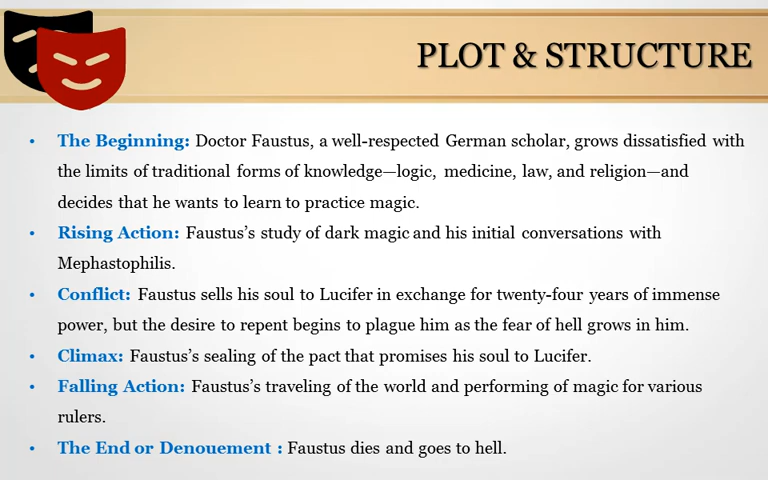 PLOT & STRUCTURE
• The Beginning: Doctor Faustus, a well-respected German scholar, grows dissatisfied with
the limits of traditional forms of knowledge—logic, medicine, law, and religion—and
decides that he wants to learn to practice magic.
• Rising Action: Faustus's study of dark magic and his initial conversations with
Mephastophilis.
• Conflict: Faustus sells his soul to Lucifer in exchange for twenty-four years of immense
power, but the desire to repent begins to plague him as the fear of hell grows in him.
• Climax: Faustus's sealing of the pact that promises his soul to Lucifer.
• Falling Action: Faustus's traveling of the world and performing of magic for various
rulers.
• The End or Denouement : Faustus dies and goes to hell.